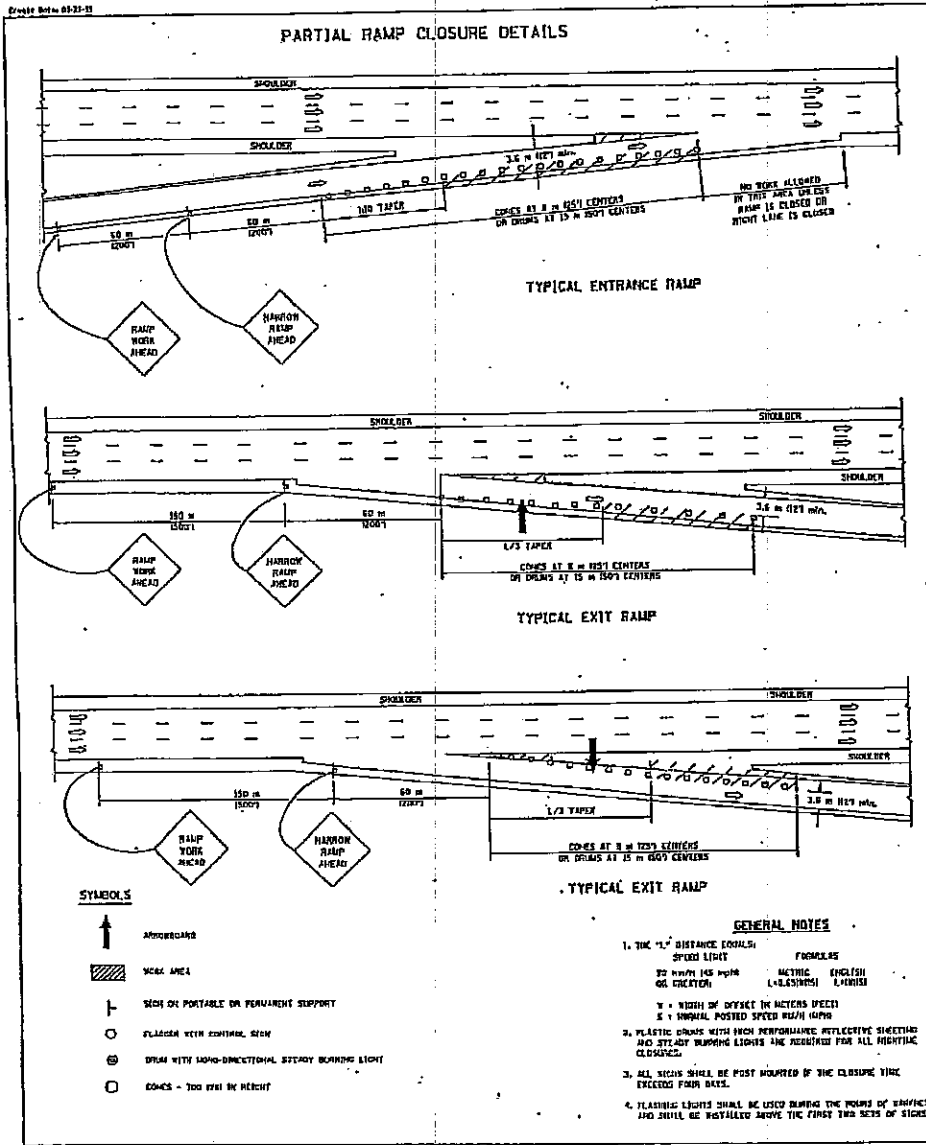 PARTIAL RAMP CLOSURE DETAILS
SHOULDER
SHOULDER
3.6 m (12') min.
1:10 TAPER
CONES AT 8 m (25') CENTERS
OR DRUMS AT 15 m (50') CENTERS
NO WORK ALLOWED
IN THIS AREA UNLESS
RAMP IS CLOSED OR
RIGHT LANE IS CLOSED
60 m
(200')
60 m
(200')
RAMP
WORK
AHEAD
NARROW
RAMP
AHEAD
TYPICAL ENTRANCE RAMP
SHOULDER
SHOULDER
SHOULDER
150 m
(500')
60 m
(200')
3.6 m (12') min.
L/3 TAPER
CONES AT 8 m (25') CENTERS
OR DRUMS AT 15 m (50') CENTERS
RAMP
WORK
AHEAD
NARROW
RAMP
AHEAD
TYPICAL EXIT RAMP
SHOULDER
SHOULDER
SHOULDER
150 m
(500')
60 m
(200')
L/3 TAPER
3.6 m (12') min.
CONES AT 8 m (25') CENTERS
OR DRUMS AT 15 m (50') CENTERS
RAMP
WORK
AHEAD
NARROW
RAMP
AHEAD
TYPICAL EXIT RAMP
SYMBOLS
ARROWBOARD
WORK AREA
SIGN ON PORTABLE OR PERMANENT SUPPORT
FLAGGER WITH CONTROL SIGN
DRUM WITH MONO-DIRECTIONAL STEADY BURNING LIGHT
CONES - 700 mm IN HEIGHT
GENERAL NOTES
1. THE "L" DISTANCE EQUALS:
SPEED LIMIT FORMULAS
(45 mph) METRIC ENGLISH
OR GREATER:
W = WIDTH OF OFFSET IN METERS (FEET)
S = NORMAL POSTED SPEED km/h (mph)
2. PLASTIC DRUMS WITH HIGH PERFORMANCE REFLECTIVE SHEETING
AND STEADY BURNING LIGHTS ARE REQUIRED FOR ALL NIGHTTIME
CLOSURES.
3. ALL SIGNS SHALL BE POST MOUNTED IF THE CLOSURE TIME
EXCEEDS FOUR DAYS.
4. FLASHING LIGHTS SHALL BE USED DURING THE HOURS OF DARKNESS
AND SHALL BE INSTALLED ABOVE THE FIRST TWO SETS OF SIGNS